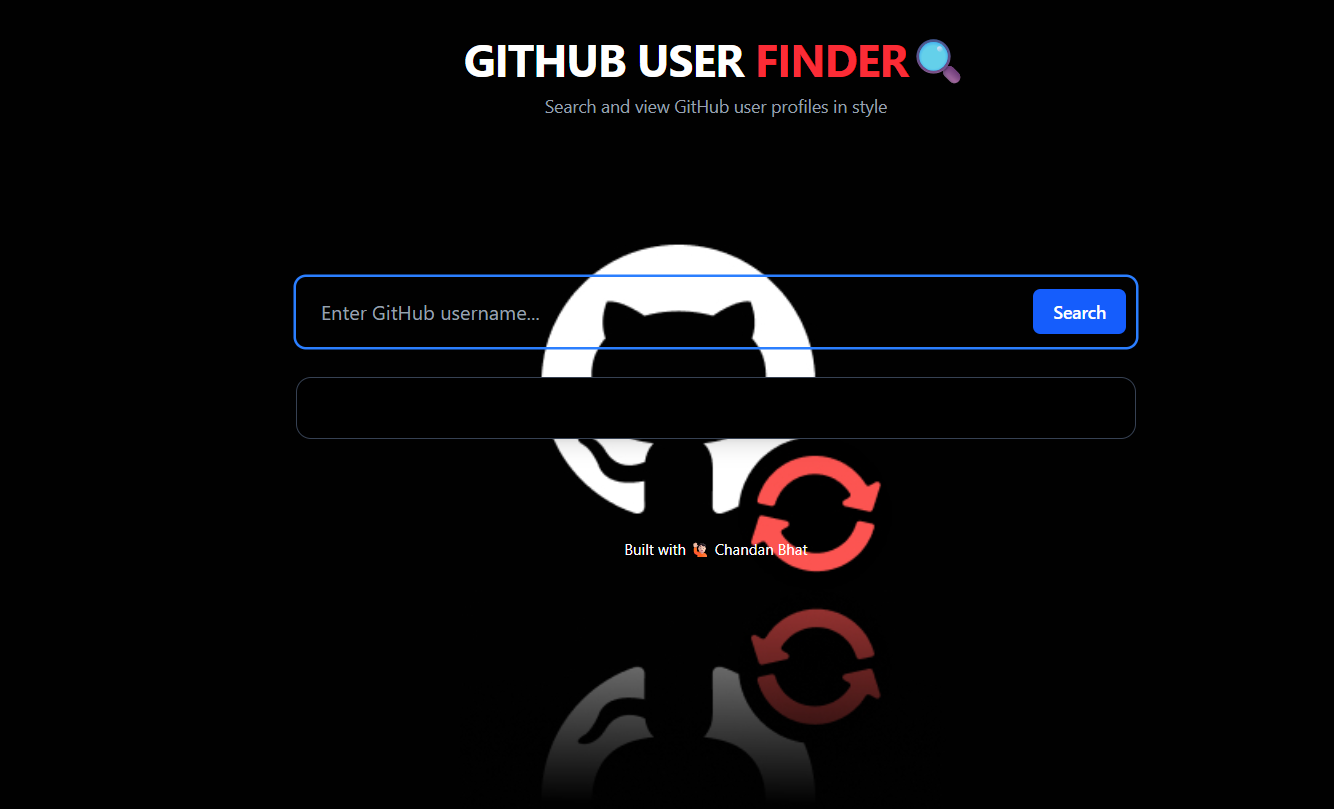 GITHUB USER FINDER🔍
Search and view GitHub user profiles in style
Enter GitHub username...
Search
Built with 🙋🏻 Chandan Bhat